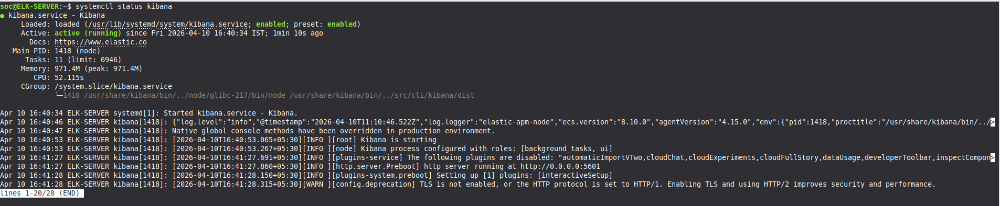 soc@ELK-SERVER:~$ systemctl status kibana
● kibana.service - Kibana
Loaded: loaded (/usr/lib/systemd/system/kibana.service; enabled; preset: enabled)
Active: active (running) since Fri 2026-04-10 16:40:34 IST; 1min 10s ago
Docs: https://www.elastic.co
Main PID: 1418 (node)
Tasks: 11 (limit: 6946)
Memory: 971.4M (peak: 971.4M)
CPU: 52.115s
CGroup: /system.slice/kibana.service
└─1418 /usr/share/kibana/bin/../node/glibc-217/bin/node /usr/share/kibana/bin/../src/cli/kibana/dist
Apr 10 16:40:34 ELK-SERVER systemd[1]: Started kibana.service - Kibana.
Apr 10 16:40:46 ELK-SERVER kibana[1418]: {"log.level":"info","@timestamp":"2026-04-10T11:10:46.522Z","log.logger":"elastic-apm-node","ecs.version":"8.10.0","agentVersion":"4.15.0","env":{"pid":1418,"proctitle":"/usr/share/kibana/bin/../>
Apr 10 16:40:47 ELK-SERVER kibana[1418]: Native global console methods have been overridden in production environment.
Apr 10 16:40:53 ELK-SERVER kibana[1418]: [2026-04-10T16:40:53.065+05:30][INFO ][root] Kibana is starting
Apr 10 16:40:53 ELK-SERVER kibana[1418]: [2026-04-10T16:40:53.267+05:30][INFO ][node] Kibana process configured with roles: [background_tasks, ui]
Apr 10 16:41:27 ELK-SERVER kibana[1418]: [2026-04-10T16:41:27.691+05:30][INFO ][plugins-service] The following plugins are disabled: "automaticImportVTwo,cloudChat,cloudExperiments,cloudFullStory,dataUsage,developerToolbar,inspectCompon>
Apr 10 16:41:27 ELK-SERVER kibana[1418]: [2026-04-10T16:41:27.860+05:30][INFO ][http.server.Preboot] http server running at http://0.0.0.0:5601
Apr 10 16:41:28 ELK-SERVER kibana[1418]: [2026-04-10T16:41:28.150+05:30][INFO ][plugins-system.preboot] Setting up [1] plugins: [interactiveSetup]
Apr 10 16:41:28 ELK-SERVER kibana[1418]: [2026-04-10T16:41:28.315+05:30][WARN ][config.deprecation] TLS is not enabled, or the HTTP protocol is set to HTTP/1. Enabling TLS and using HTTP/2 improves security and performance.
lines 1-20/20 (END)